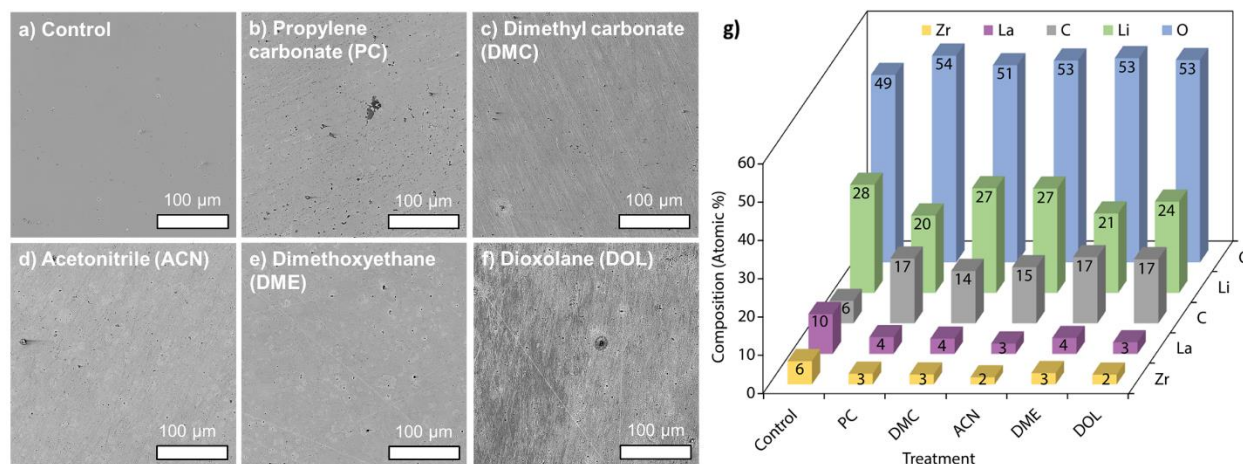 a) Control
100 µm
b) Propylene
carbonate (PC)
100 µm
c) Dimethyl carbonate
(DMC)
100 µm
d) Acetonitrile (ACN)
100 µm
e) Dimethoxyethane
(DME)
100 µm
f) Dioxolane (DOL)
100 µm
g)
Zr La C Li O
49 54 51 53 53 53
28 20 27 27 21 24
6 17 14 15 17 17
10 4 4 3 4 3
6 3 3 2 3 2
Composition (Atomic %)
60
50
40
30
20
10
0
O
Li
C
La
Zr
Control PC DMC ACN DME DOL
Treatment